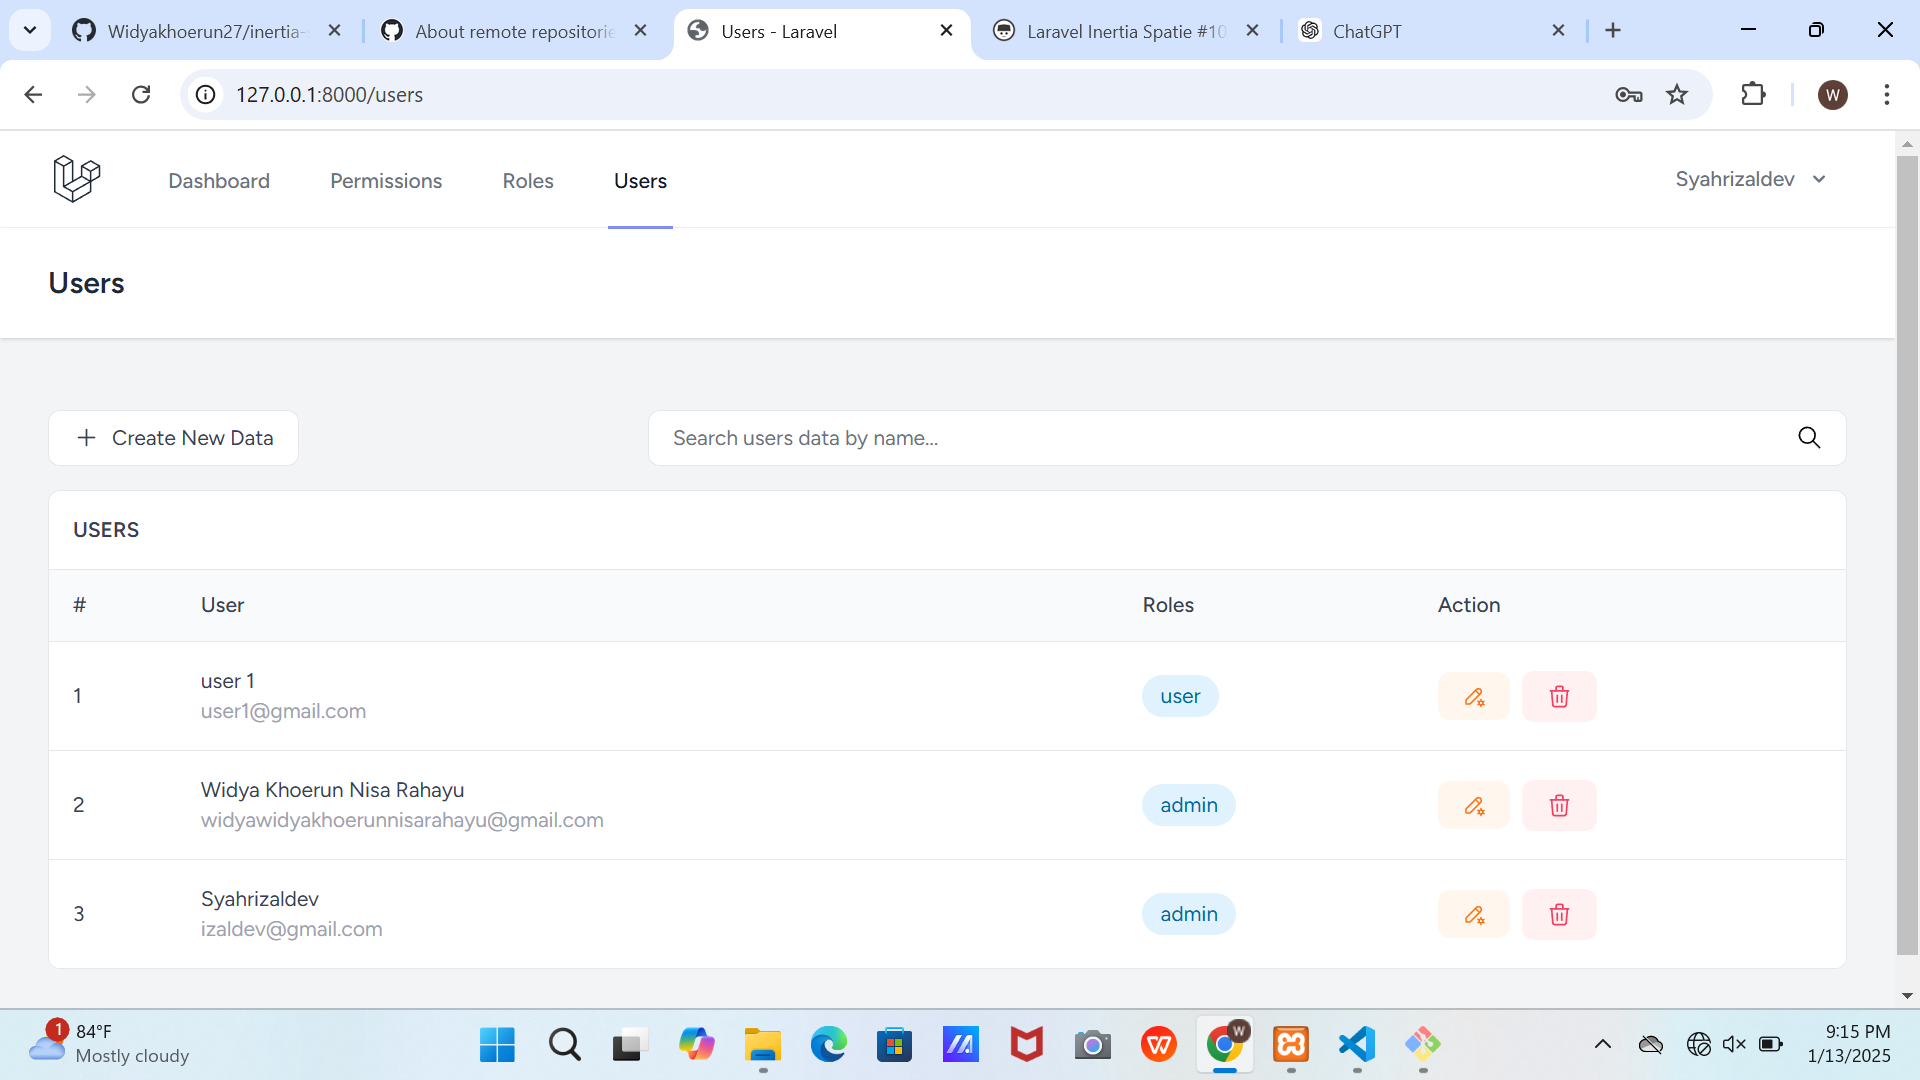 Widyakhoerun27/inertia-
About remote repositorie
Users - Laravel
Laravel Inertia Spatie #10
ChatGPT
127.0.0.1:8000/users
W
Dashboard
Permissions
Roles
Users
Syahrizaldev
Users
Create New Data
Search users data by name...
USERS
# User Roles Action
1 user 1 user
user1@gmail.com
2 Widya Khoerun Nisa Rahayu admin
widyawidyakhoerunnisarahayu@gmail.com
3 Syahrizaldev admin
izaldev@gmail.com
1
84°F
Mostly cloudy
W
9:15 PM
1/13/2025